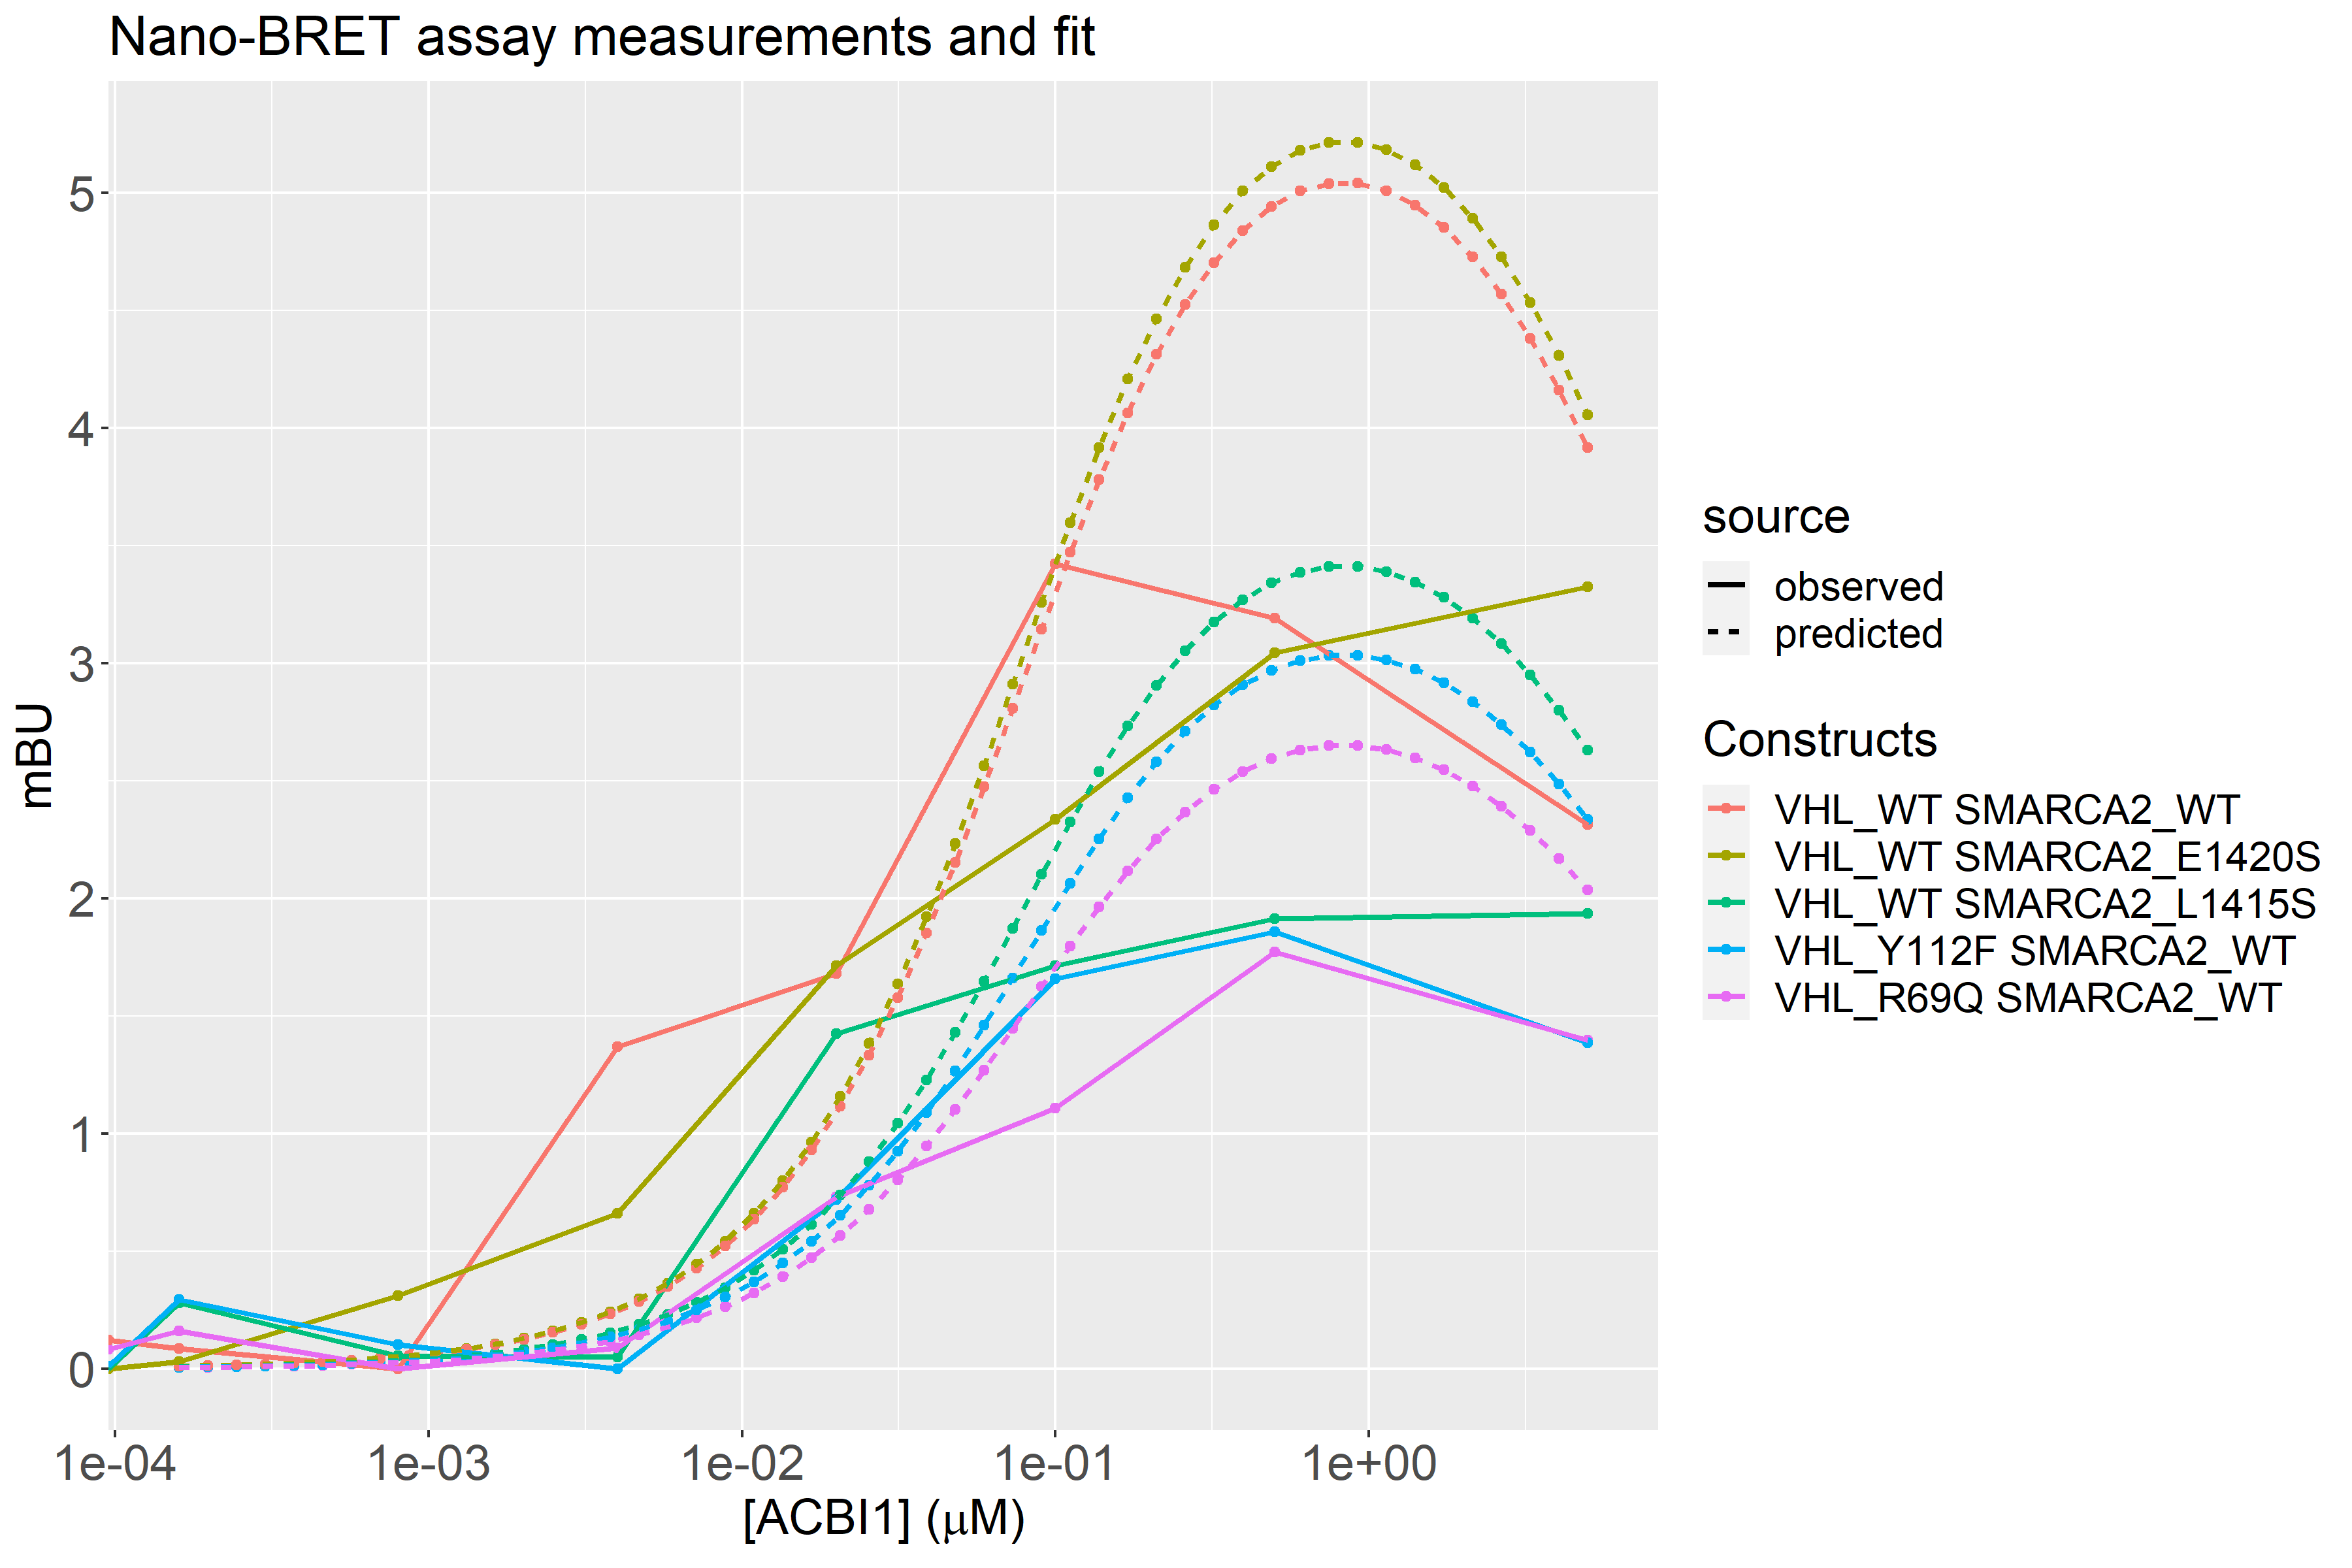 Nano-BRET assay measurements and fit
mBU
5
4
3
2
1
0
1e-04 1e-03 1e-02 1e-01 1e+00
[ACBI1] (μM)
source
observed
predicted
Constructs
VHL_WT SMARCA2_WT
VHL_WT SMARCA2_E1420S
VHL_WT SMARCA2_L1415S
VHL_Y112F SMARCA2_WT
VHL_R69Q SMARCA2_WT